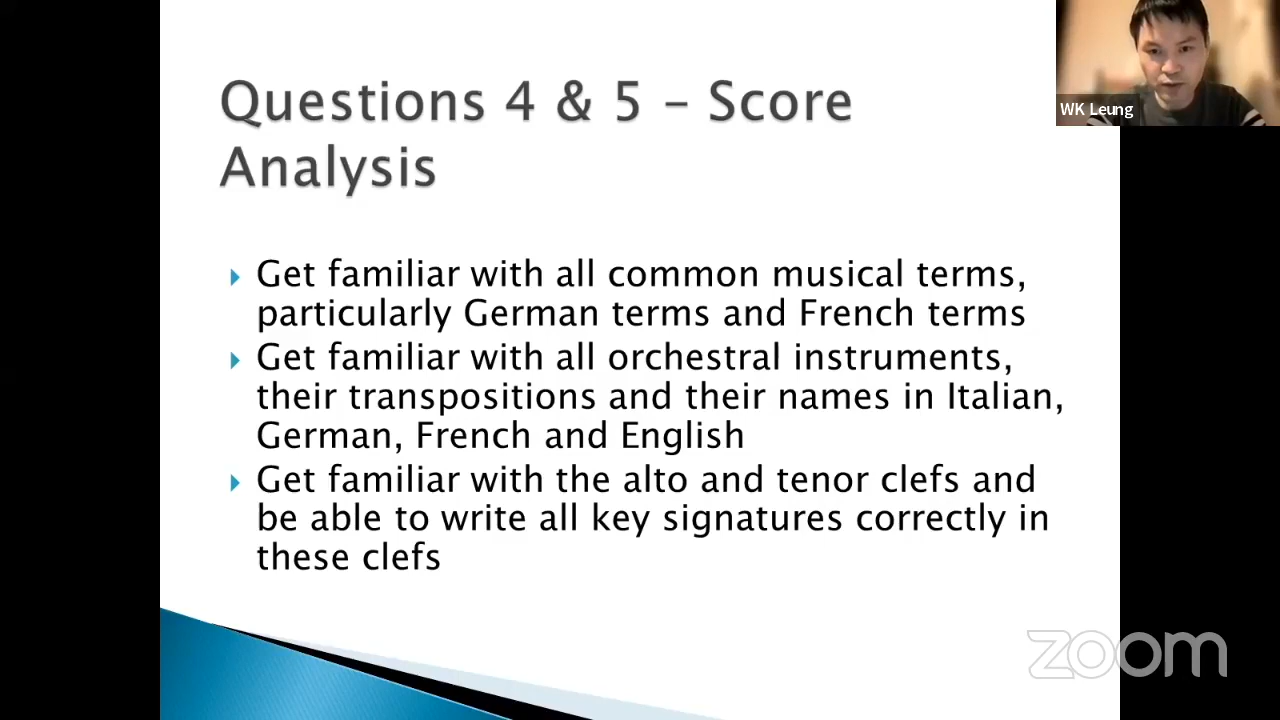 Questions 4 & 5 – Score
Analysis
Get familiar with all common musical terms,
particularly German terms and French terms
Get familiar with all orchestral instruments,
their transpositions and their names in Italian,
German, French and English
Get familiar with the alto and tenor clefs and
be able to write all key signatures correctly in
these clefs
WK Leung
zoom